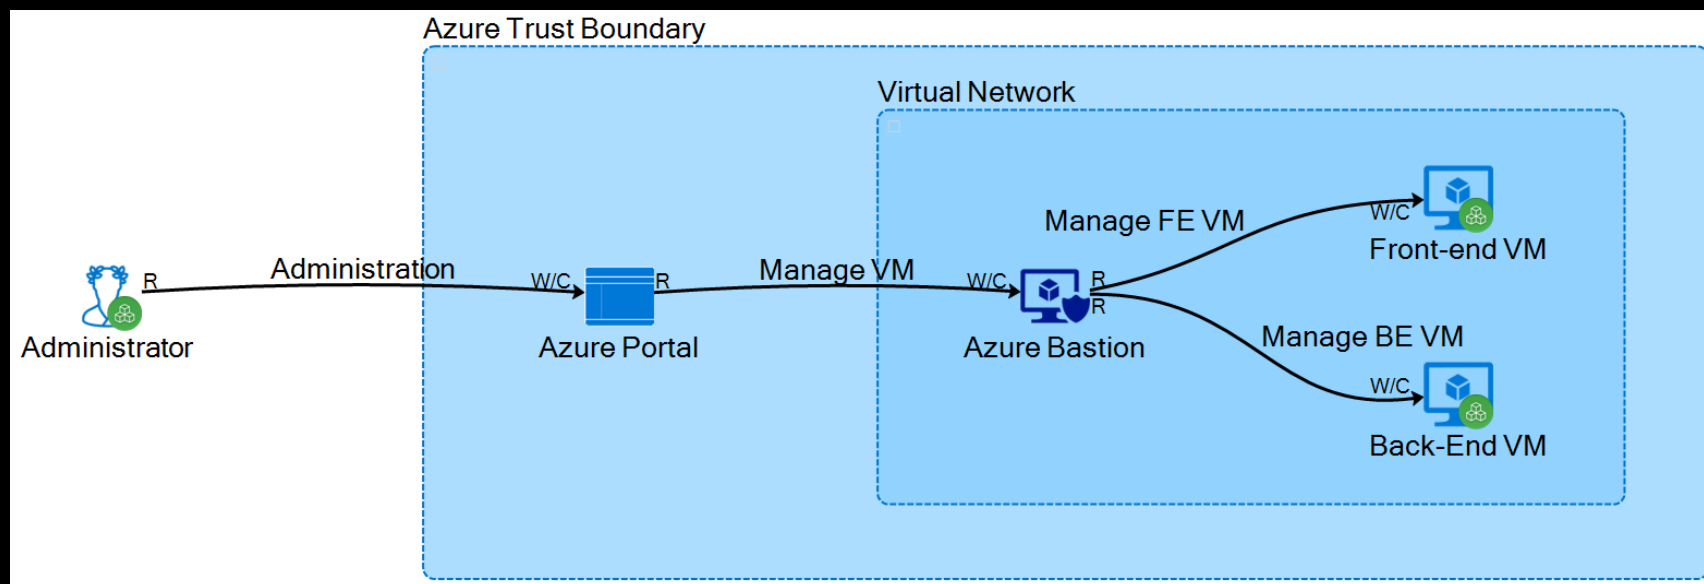 Azure Trust Boundary
Virtual Network
Manage FE VM
W/C
Front-end VM
R
Administration
W/C
R
Manage VM
W/C
R
R
Administrator
Azure Portal
Azure Bastion
Manage BE VM
W/C
Back-End VM